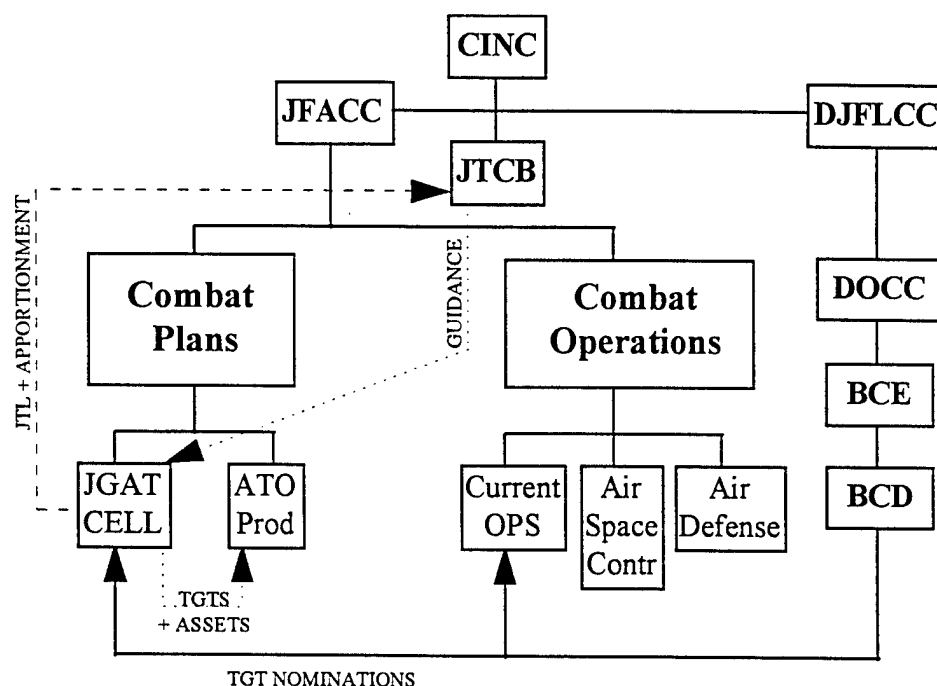 CINC
JFACC
DJFLCC
JTCB
JTL + APPORTIONMENT
GUIDANCE
Combat
Plans
Combat
Operations
DOCC
BCE
BCD
JGAT
CELL
ATO
Prod
Current
OPS
Air
Space
Contr
Air
Defense
TGTS
+ ASSETS
TGT NOMINATIONS